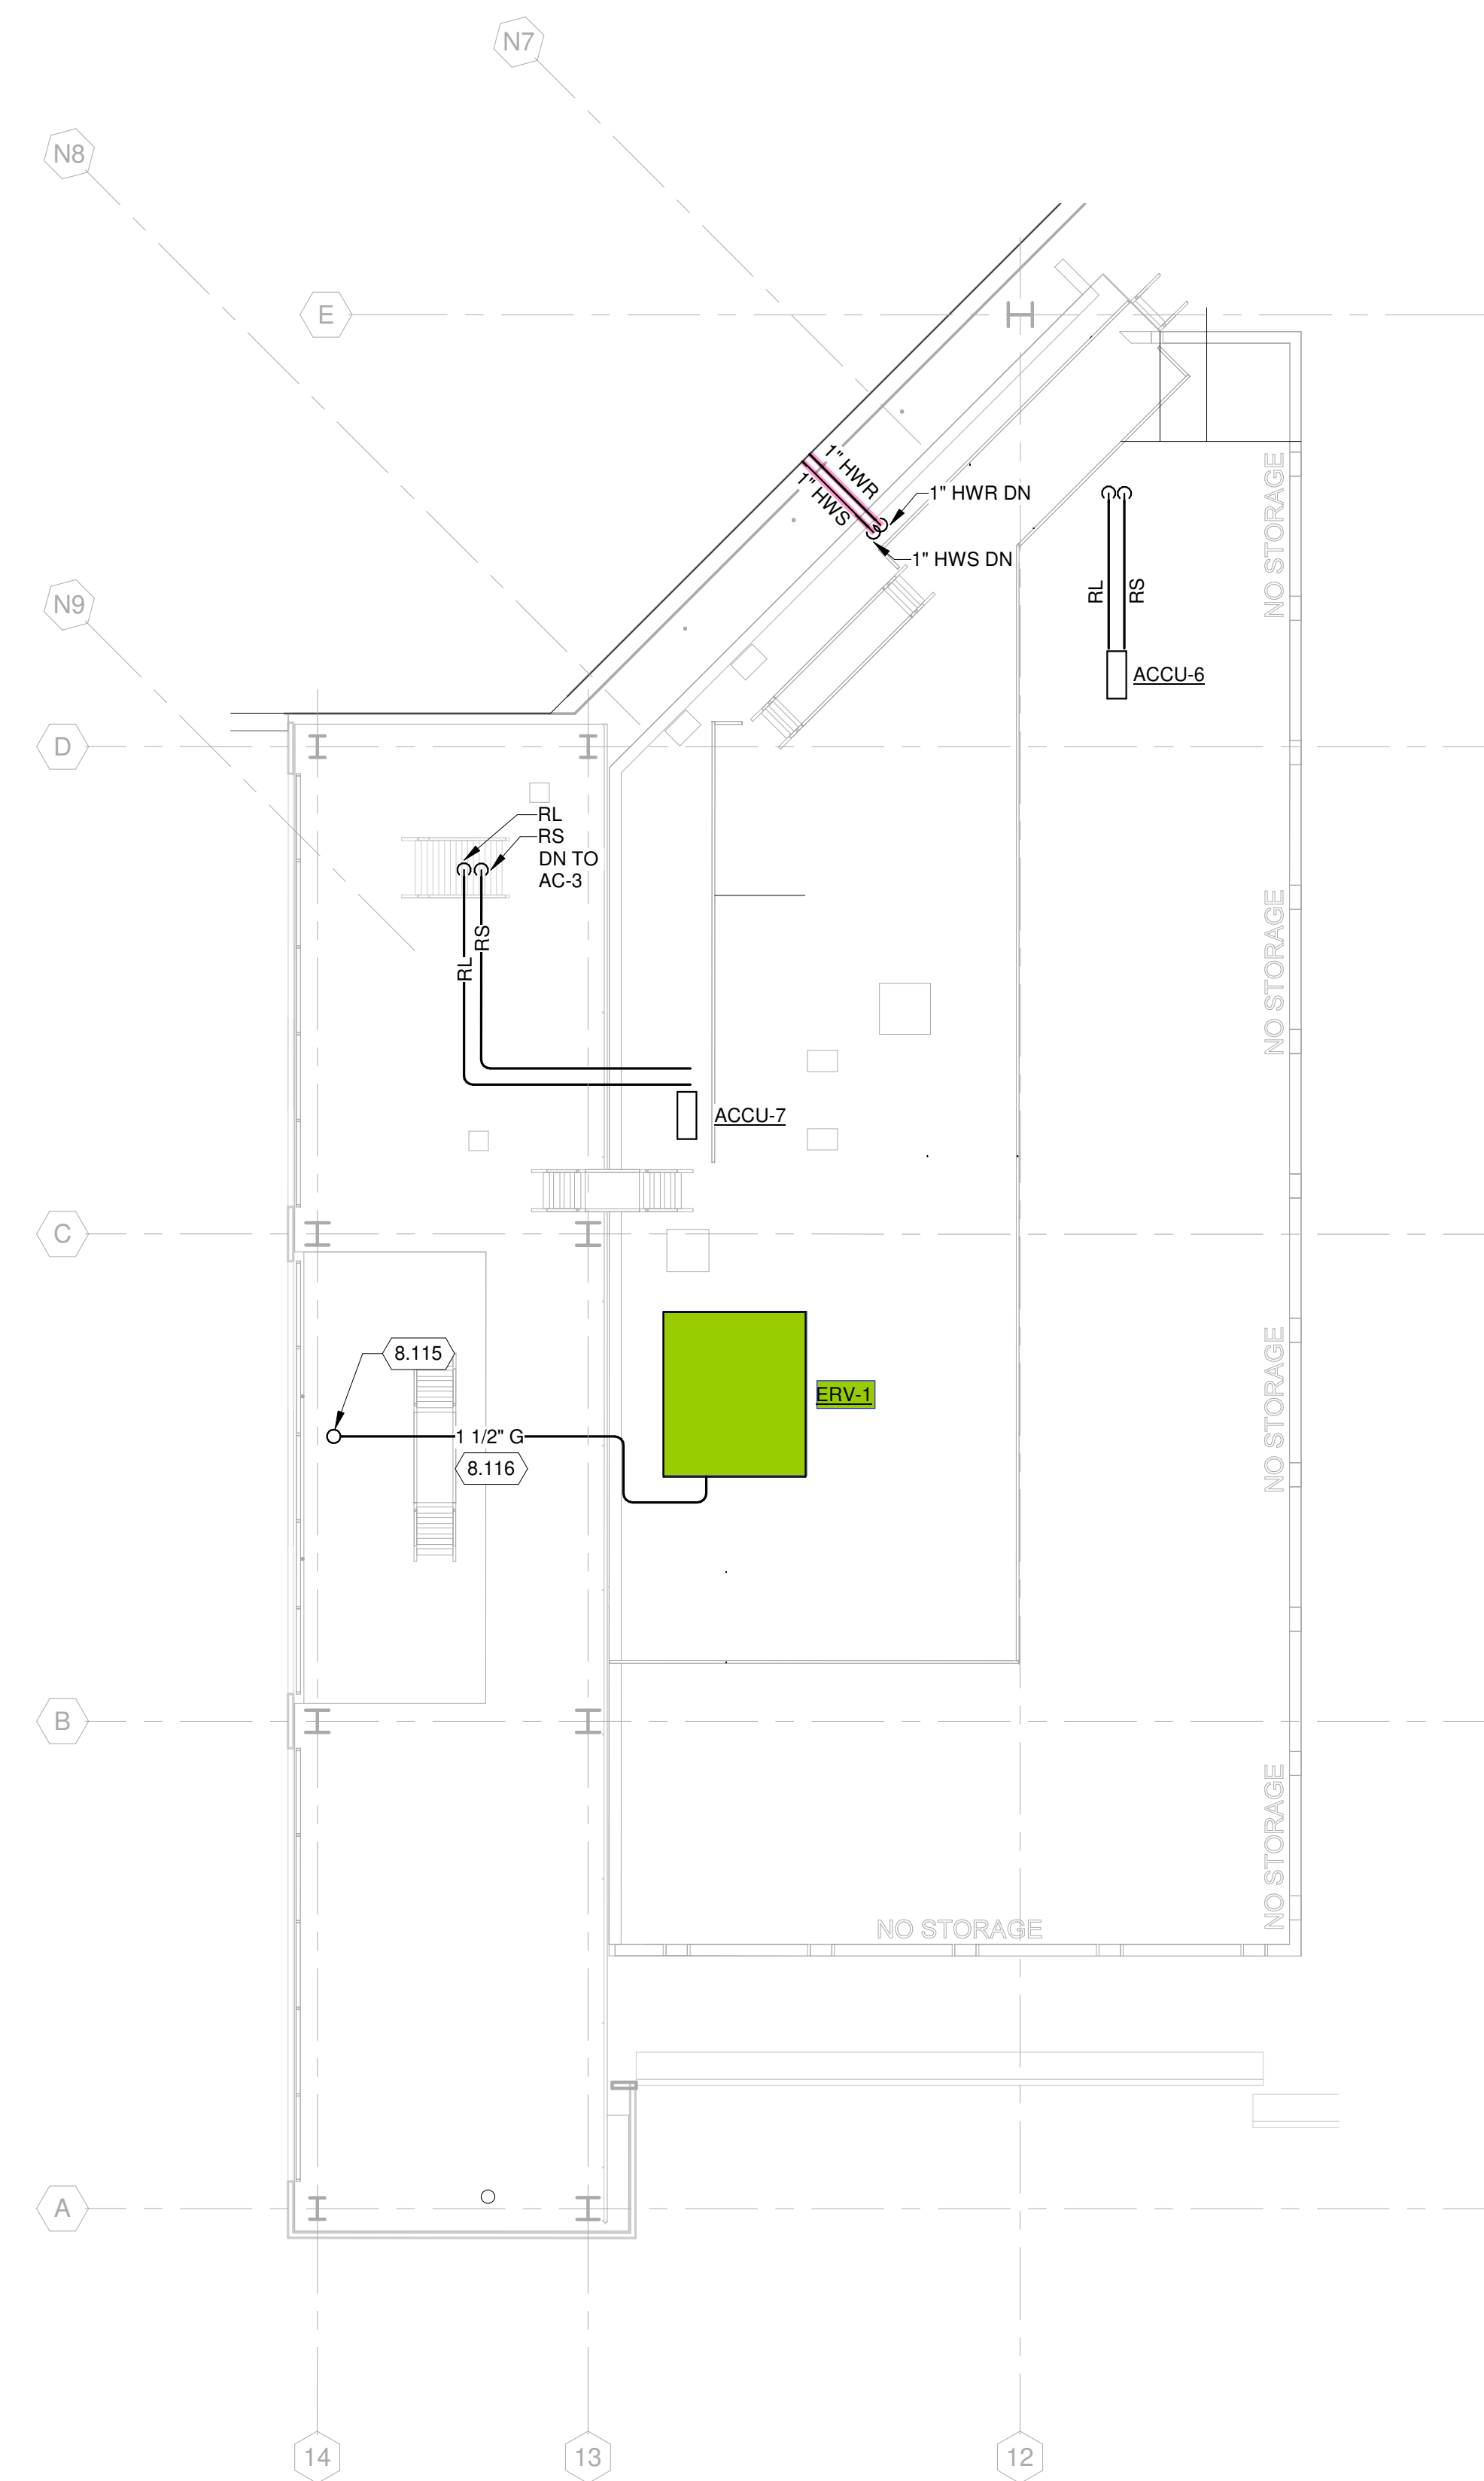 N7
N8
E
1" HWR
1" HWS
1" HWR DN
1" HWS DN
NO STORAGE
RL
RS
N9
ACCU-6
D
RL
RS
DN TO
AC-3
RS
RL
NO STORAGE
ACCU-7
C
8.115
ERV-1
1 1/2" G
8.116
NO STORAGE
B
NO STORAGE
NO STORAGE
A
14
13
12